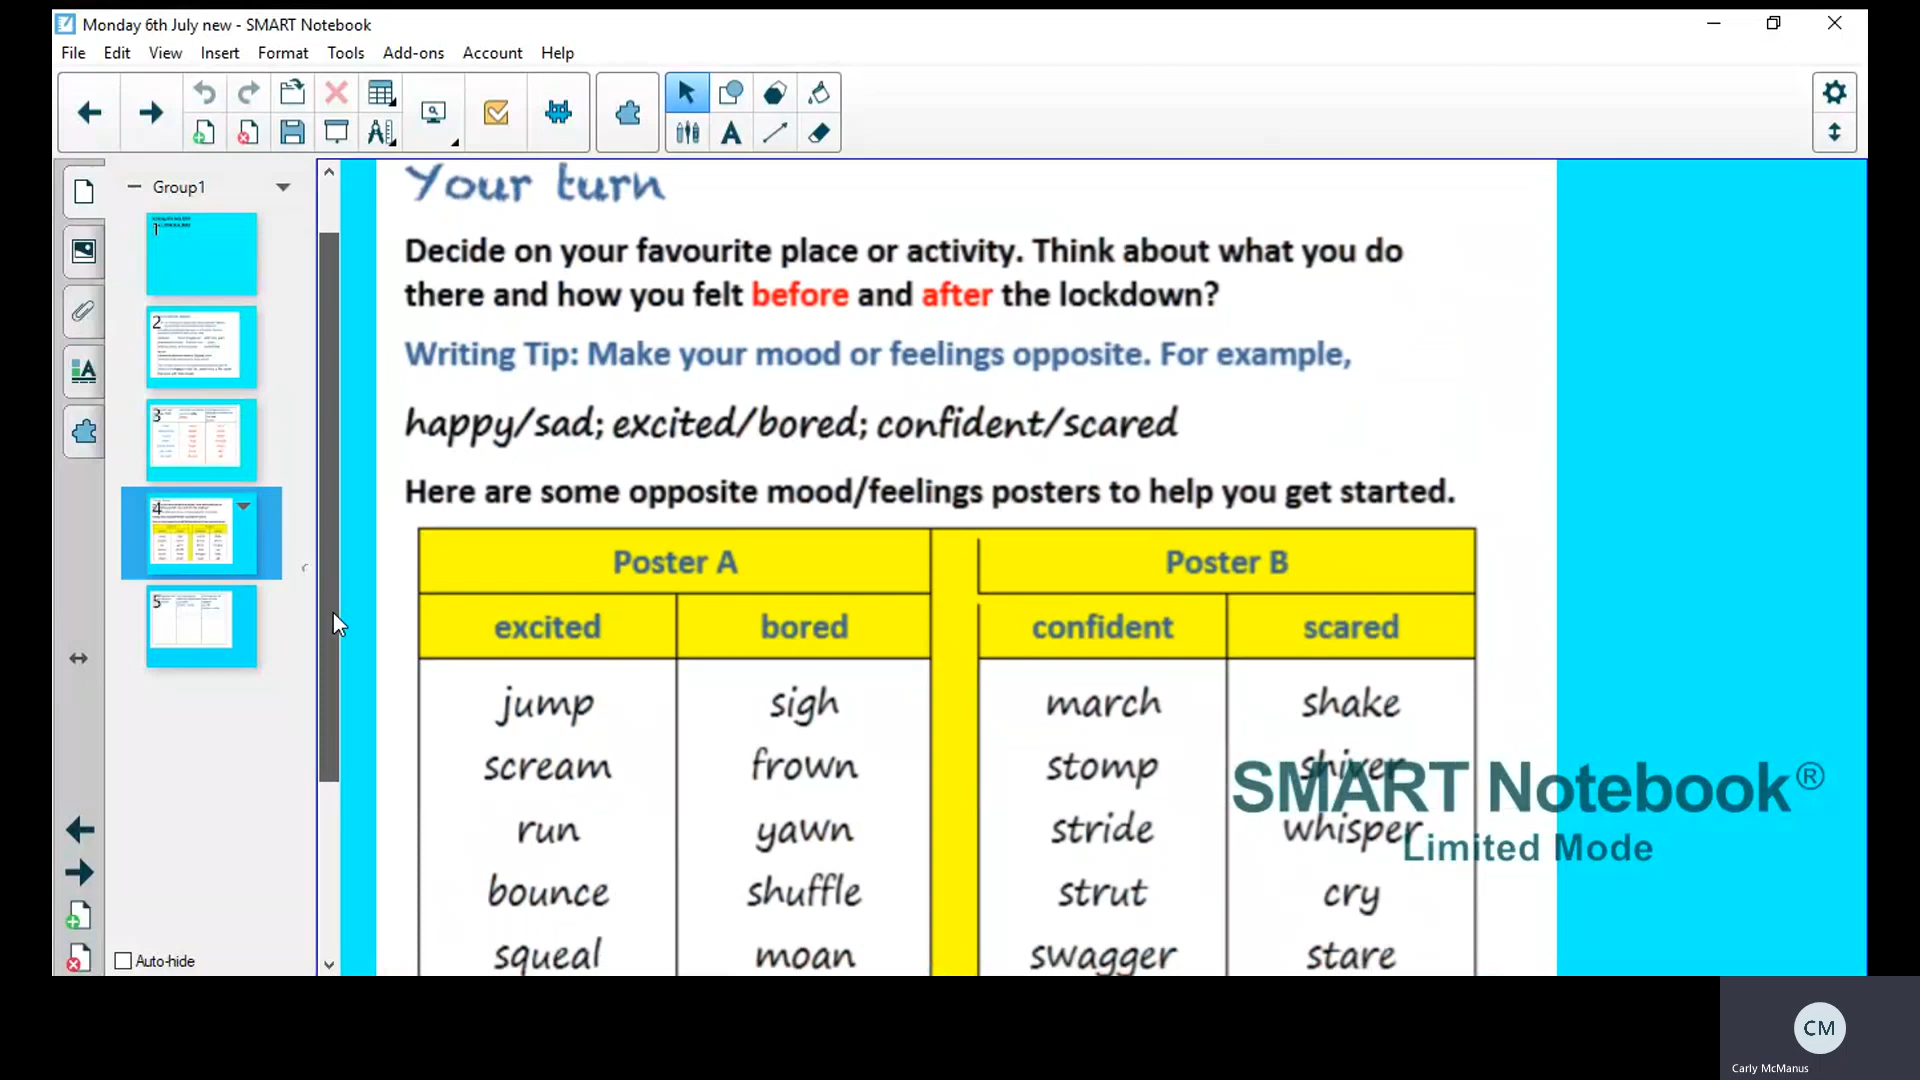 Monday 6th July new - SMART Notebook
File Edit View Insert Format Tools Add-ons Account Help
Group1
1
2
3
4
5
Auto-hide
Your turn
Decide on your favourite place or activity. Think about what you do
there and how you felt before and after the lockdown?
Writing Tip: Make your mood or feelings opposite. For example,
happy/sad; excited/bored; confident/scared
Here are some opposite mood/feelings posters to help you get started.
Poster A Poster B
excited bored confident scared
jump sigh march shake
scream frown stomp shiver
run yawn stride whisper
bounce shuffle strut cry
squeal moan swagger stare
SMART Notebook®
Limited Mode
CM
Carly McManus